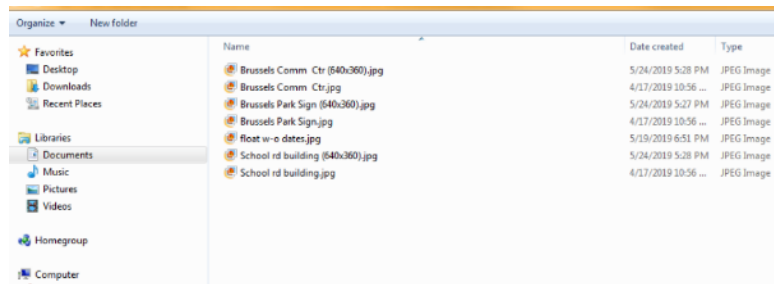 Organize ▼ New folder
Favorites
Desktop
Downloads
Recent Places
Libraries
Documents
Music
Pictures
Videos
Homegroup
Computer
Name Date created Type
Brussels Comm Ctr (640x360).jpg 5/24/2019 5:28 PM JPEG Image
Brussels Comm Ctr.jpg 4/17/2019 10:56 ... JPEG Image
Brussels Park Sign (640x360).jpg 5/24/2019 5:27 PM JPEG Image
Brussels Park Sign.jpg 4/17/2019 10:56 ... JPEG Image
float w-o dates.jpg 5/19/2019 6:51 PM JPEG Image
School rd building (640x360).jpg 5/24/2019 5:28 PM JPEG Image
School rd building.jpg 4/17/2019 10:56 ... JPEG Image